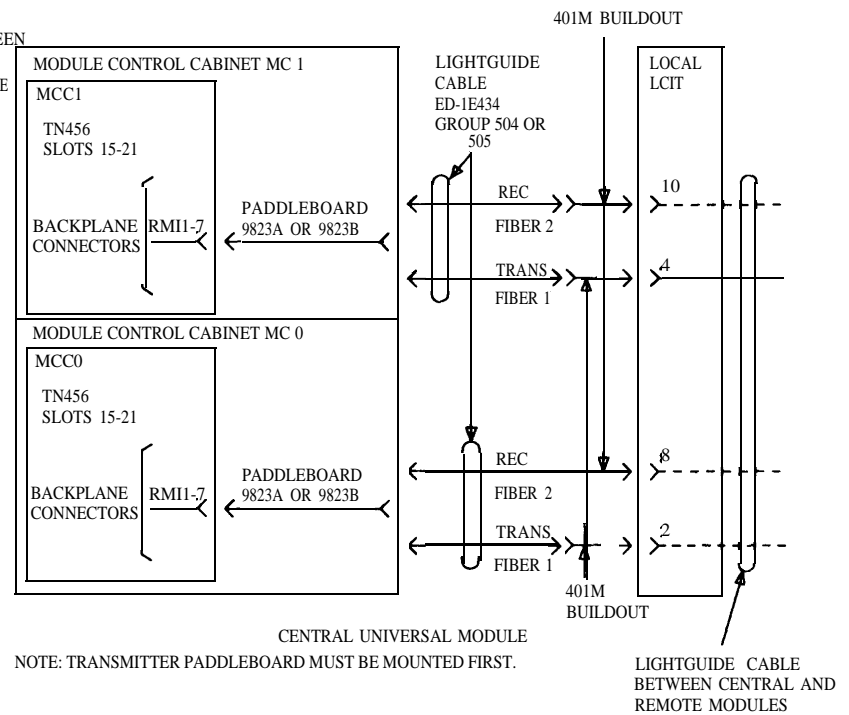 401M BUILDOUT
EEN
E
MODULE CONTROL CABINET MC 1
MCC1
TN456
SLOTS 15-21
BACKPLANE
CONNECTORS
RMI1-7
PADDLEBOARD
9823A OR 9823B
LIGHTGUIDE
CABLE
ED-1E434
GROUP 504 OR
505
REC
FIBER 2
TRANS
FIBER 1
LOCAL
LCIT
10
4
MODULE CONTROL CABINET MC 0
MCC0
TN456
SLOTS 15-21
BACKPLANE
CONNECTORS
RMI1-7
PADDLEBOARD
9823A OR 9823B
REC
FIBER 2
TRANS
FIBER 1
8
2
401M
BUILDOUT
CENTRAL UNIVERSAL MODULE
NOTE: TRANSMITTER PADDLEBOARD MUST BE MOUNTED FIRST.
LIGHTGUIDE CABLE
BETWEEN CENTRAL AND
REMOTE MODULES